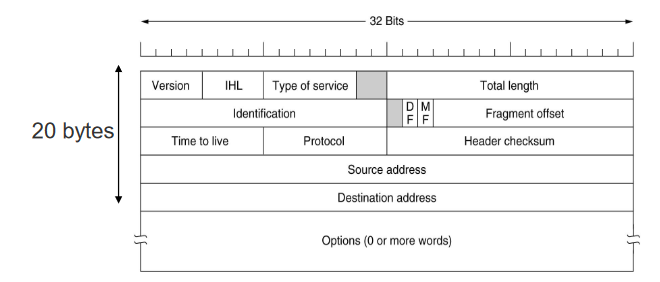 32 Bits
Version IHL Type of service Total length
Identification D F M F Fragment offset
20 bytes
Time to live Protocol Header checksum
Source address
Destination address
Options (0 or more words)